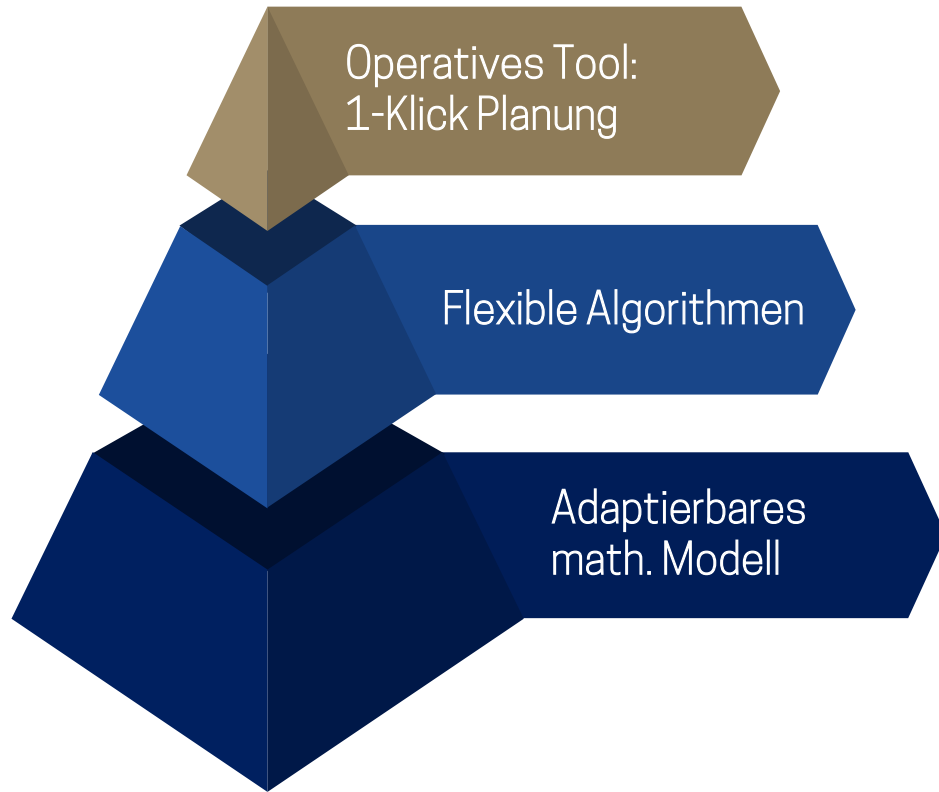 Operatives Tool:
1-Klick Planung
Flexible Algorithmen
Adaptierbares
math. Modell